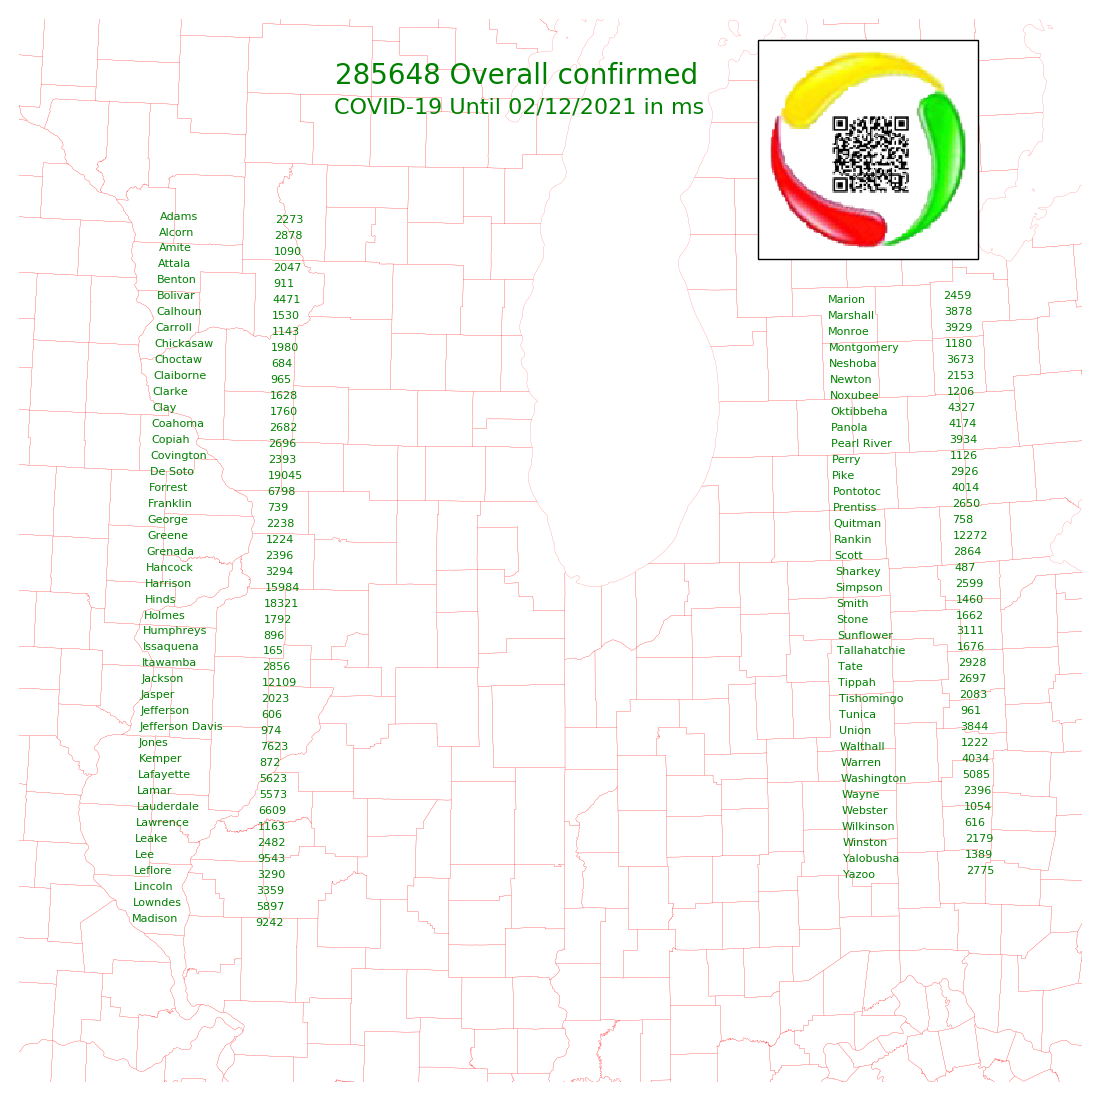 285648 Overall confirmed
COVID-19 Until 02/12/2021 in ms
Adams 2273
Alcorn 2878
Amite 1090
Attala 2047
Benton 911
Bolivar 4471
Calhoun 1530
Carroll 1143
Chickasaw 1980
Choctaw 684
Claiborne 965
Clarke 1628
Clay 1760
Coahoma 2682
Copiah 2696
Covington 2393
De Soto 19045
Forrest 6798
Franklin 739
George 2238
Greene 1224
Grenada 2396
Hancock 3294
Harrison 15984
Hinds 18321
Holmes 1792
Humphreys 896
Issaquena 165
Itawamba 2856
Jackson 12109
Jasper 2023
Jefferson 606
Jefferson Davis 974
Jones 7623
Kemper 872
Lafayette 5623
Lamar 5573
Lauderdale 6609
Lawrence 1163
Leake 2482
Lee 9543
Leflore 3290
Lincoln 3359
Lowndes 5897
Madison 9242
Marion 2459
Marshall 3878
Monroe 3929
Montgomery 1180
Neshoba 3673
Newton 2153
Noxubee 1206
Oktibbeha 4327
Panola 4174
Pearl River 3934
Perry 1126
Pike 2926
Pontotoc 4014
Prentiss 2650
Quitman 758
Rankin 12272
Scott 2864
Sharkey 487
Simpson 2599
Smith 1460
Stone 1662
Sunflower 3111
Tallahatchie 1676
Tate 2928
Tippah 2697
Tishomingo 2083
Tunica 961
Union 3844
Walthall 1222
Warren 4034
Washington 5085
Wayne 2396
Webster 1054
Wilkinson 616
Winston 2179
Yalobusha 1389
Yazoo 2775